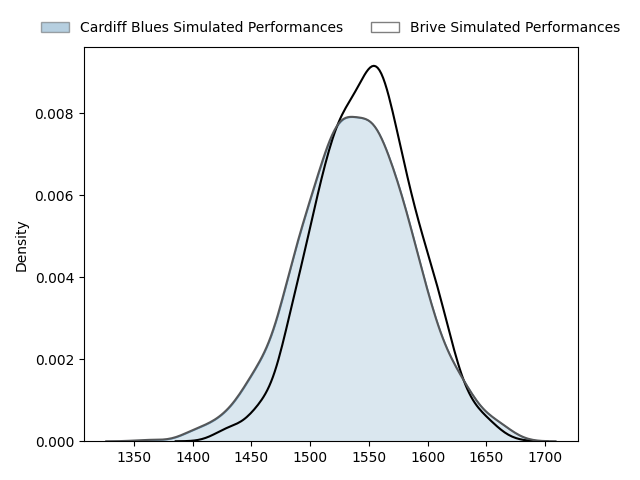 Cardiff Blues Simulated Performances
Brive Simulated Performances
Density
0.008
0.006
0.004
0.002
0.000
1350 1400 1450 1500 1550 1600 1650 1700